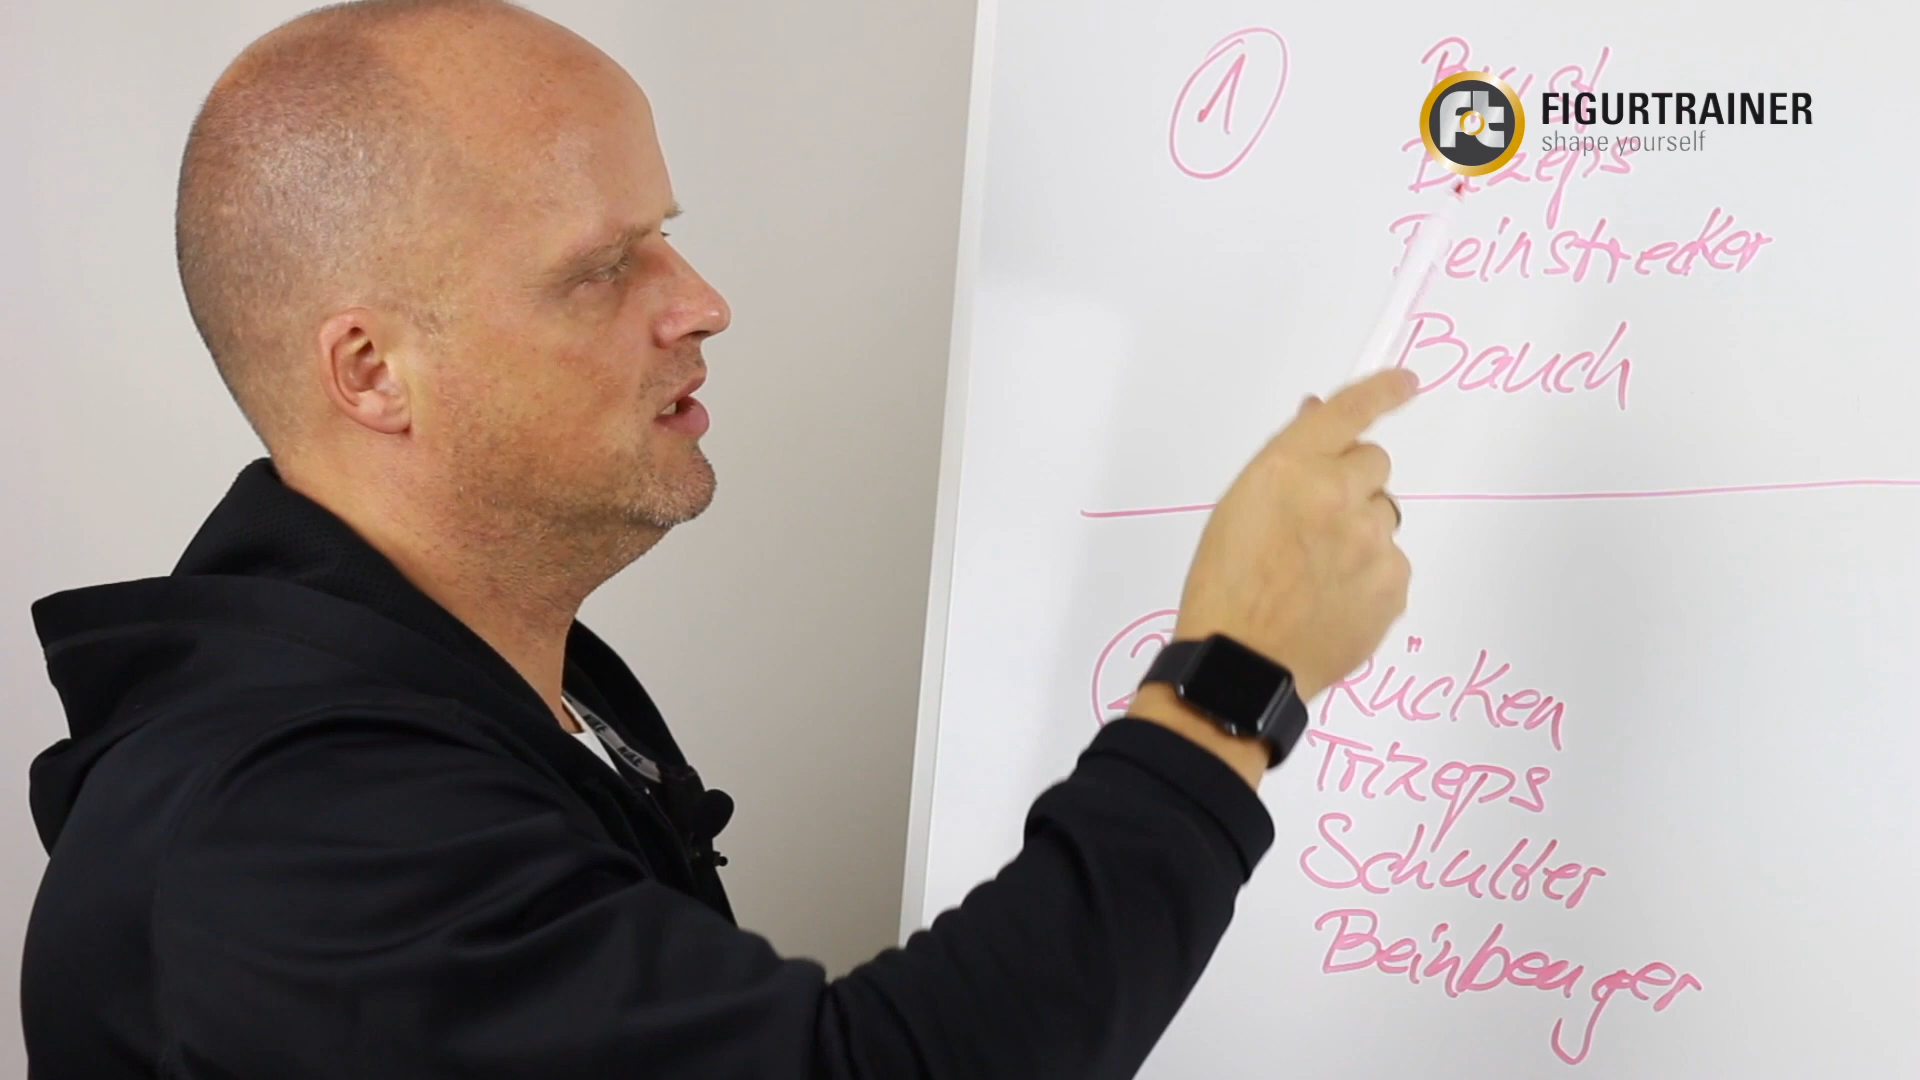 1
Brust
FIGURTRAINER
shape yourself
Bizeps
Beinstrecker
Bauch
2
Rücken
Trizeps
Schulter
Beinbeuger